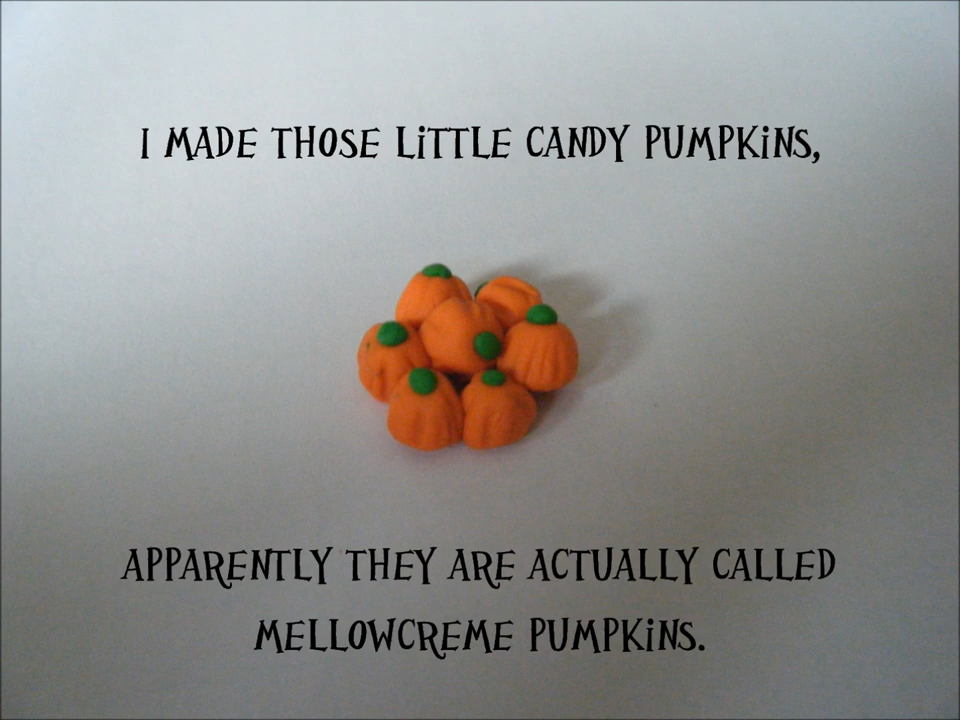 I MADE THOSE LITTLE CANDY PUMPKINS,
APPARENTLY THEY ARE ACTUALLY CALLED
MELLOWCREME PUMPKINS.